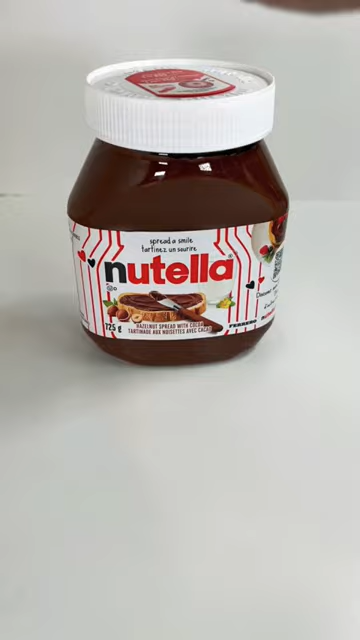 spread a smile
tartinez un sourire
nutella®
725 g
HAZELNUT SPREAD WITH COCOA
TARTINADE AUX NOISETTES AVEC CACAO
FERRERO